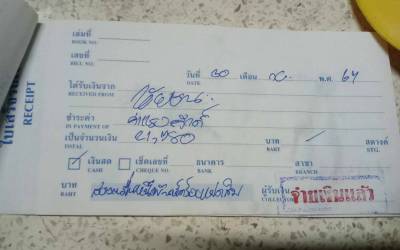 เล่มที่
BOOK NO.
เลขที่
BILL NO.
ใบเสร็จรับเงิน
RECEIPT
วันที่ 30 เดือน พ.ศ. 64
DATE
ได้รับเงินจาก
RECEIVED FROM
ชำระค่า
IN PAYMENT OF
เป็นจำนวนเงิน 21,750 บาท สตางค์
TOTAL BAHT STG.
เงินสด เช็คเลขที่ ธนาคาร สาขา
CASH CHEQUE NO BANK BRANCH
บาท ผู้รับเงิน จ่ายเงินแล้ว
BAHT COLLECTOR